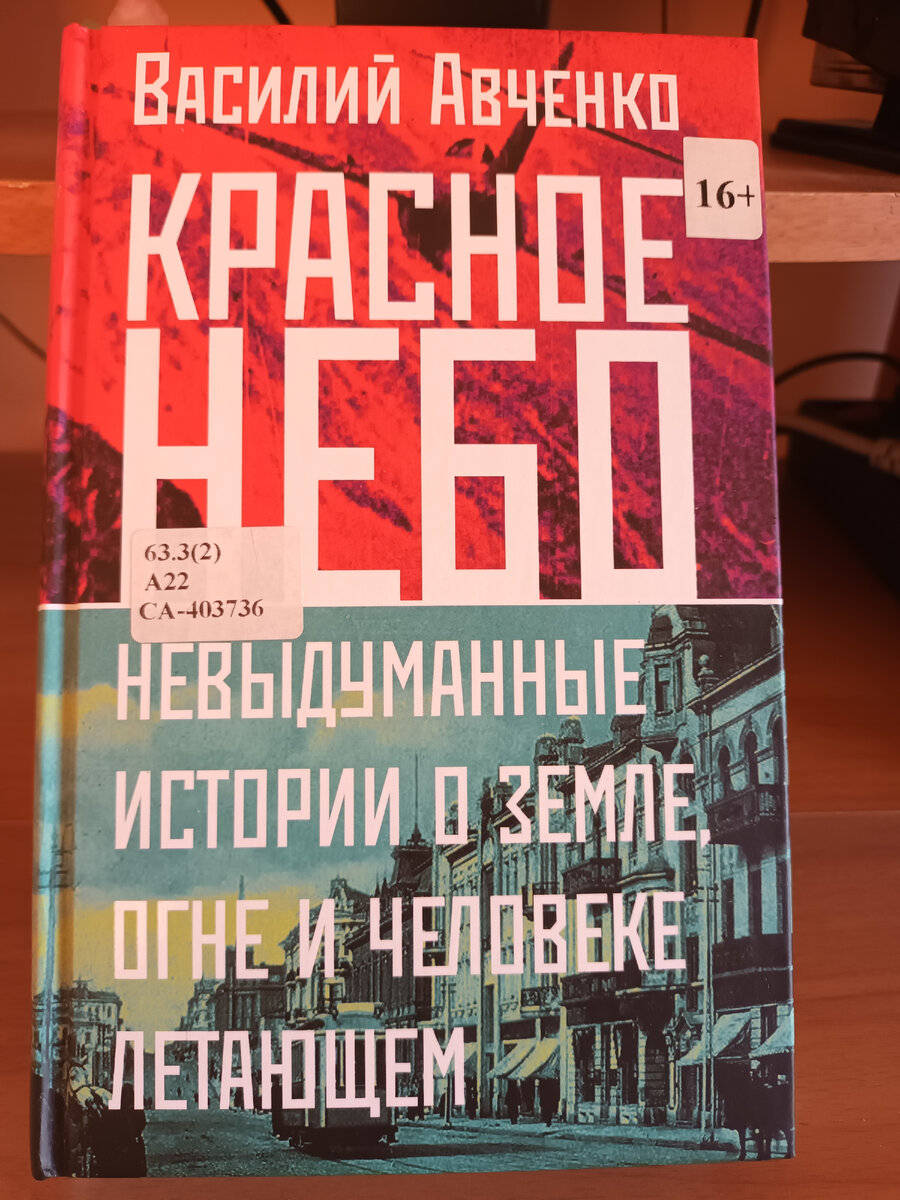 Василий Авченко
16+
КРАСНОЕ
НЕБО
63.3(2)
А22
СА-403736
НЕВЫДУМАННЫЕ
ИСТОРИИ О ЗЕМЛЕ,
ОГНЕ И ЧЕЛОВЕКЕ
ЛЕТАЮЩЕМ